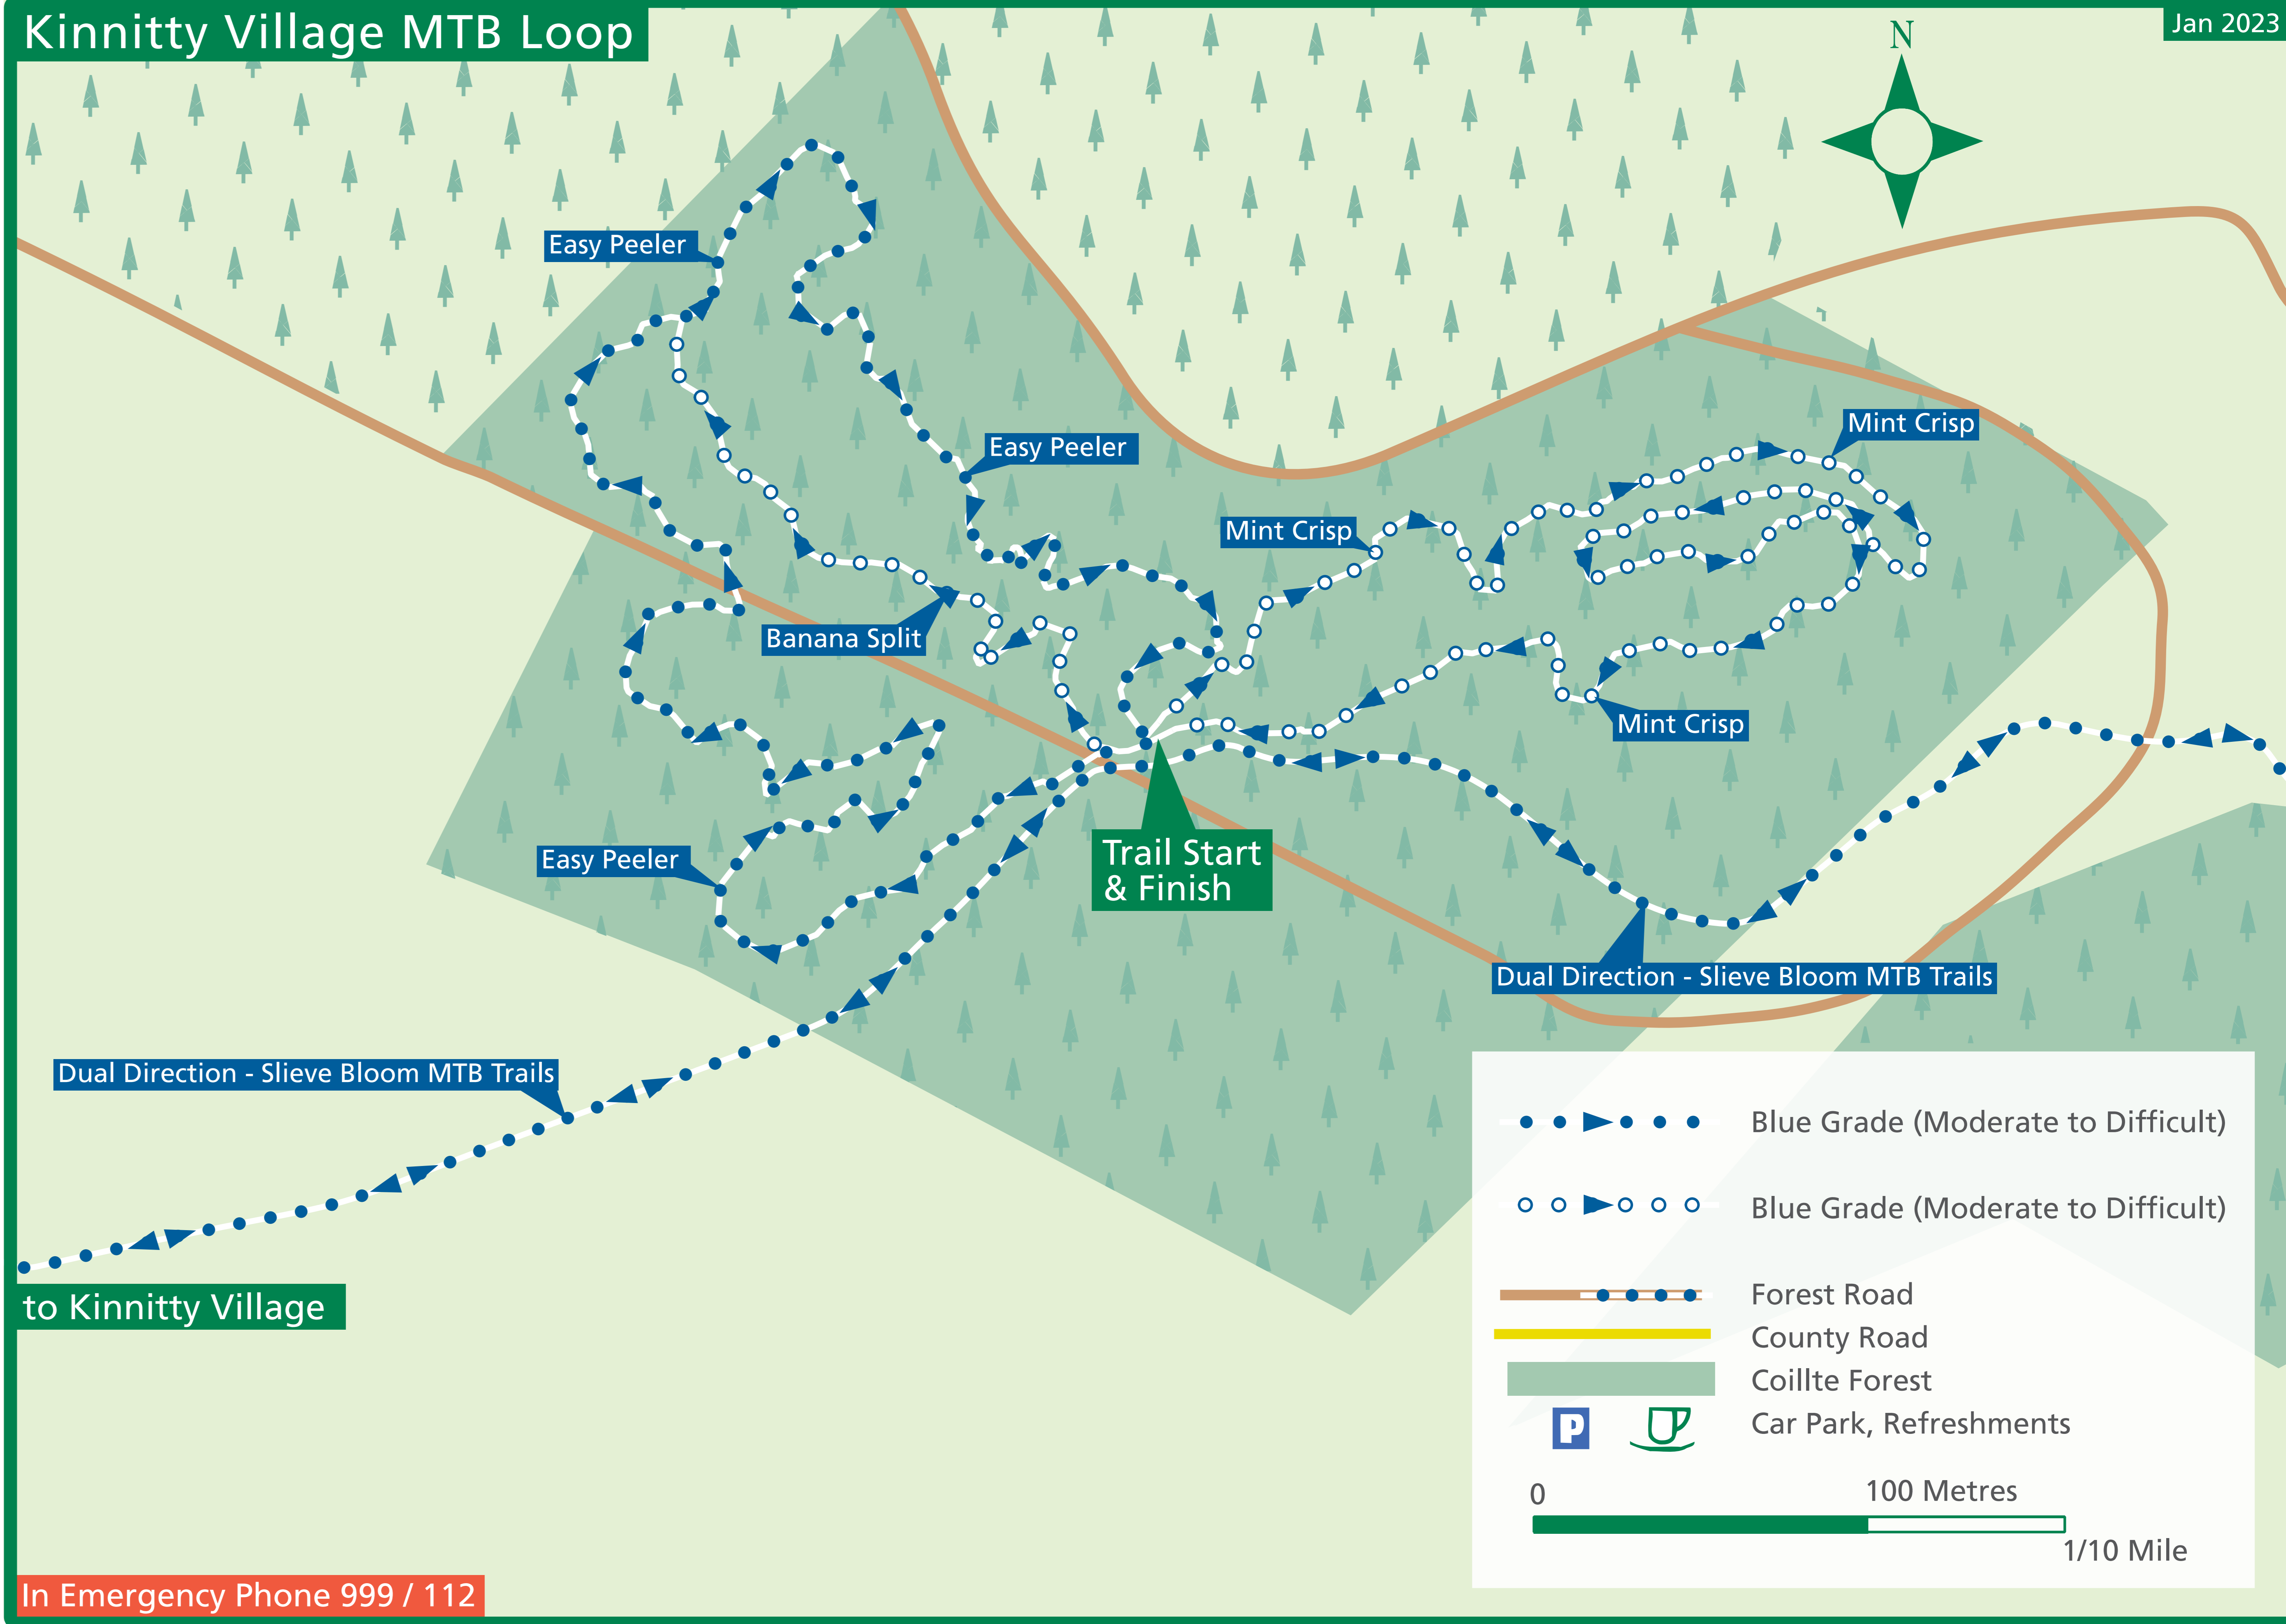 Kinnitty Village MTB Loop
Jan 2023
N
Easy Peeler
Easy Peeler
Mint Crisp
Mint Crisp
Banana Split
Mint Crisp
Easy Peeler
Trail Start
& Finish
Dual Direction - Slieve Bloom MTB Trails
Dual Direction - Slieve Bloom MTB Trails
to Kinnitty Village
Blue Grade (Moderate to Difficult)
Blue Grade (Moderate to Difficult)
Forest Road
County Road
Coillte Forest
P
Car Park, Refreshments
0
100 Metres
1/10 Mile
In Emergency Phone 999 / 112